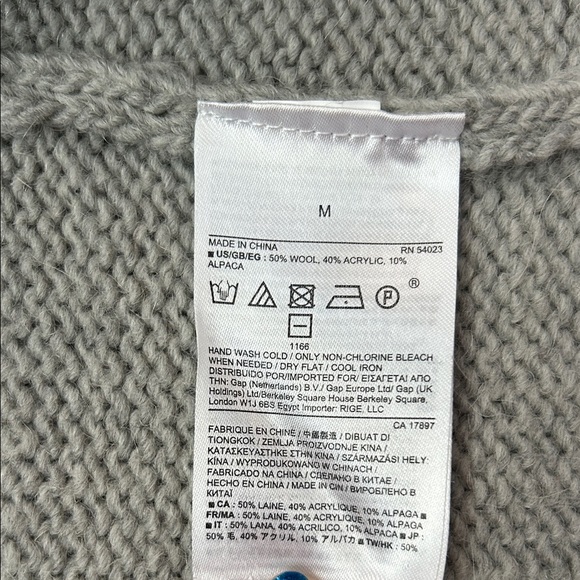 M
MADE IN CHINA RN 54023
■ US/GB/EG : 50% WOOL, 40% ACRYLIC, 10%
ALPACA
P ®
1166
HAND WASH COLD / ONLY NON-CHLORINE BLEACH
WHEN NEEDED / DRY FLAT / COOL IRON
DISTRIBUIDO POR/IMPORTED FOR/ ΕΙΣΑΓΕΤΑΙ ΑΠΟ
ΤΗΝ: Gap (Netherlands) B.V./ Gap Europe Ltd/Gap (UK
Holdings) Ltd/Berkeley Square House Berkeley Square,
London W1J 6BS Egypt Importer: RIGE, LLC
CA 17897
FABRIQUE EN CHINE / 中國製造 / DIBUAT DI
TIONGKOK / ZEMLJA PROIZVODNJE KINA /
ΚΑΤΑΣΚΕΥΑΣΤΗΚΕ ΣΤΗΝ ΚΙΝΑ / SZÁRMAZÁSI HELY:
KÍNA / WYPRODUKOWANO W CHINACH /
FABRICADO NA CHINA / СДЕЛАНО В КИТАЕ /
HECHO EN CHINA / MADE IN ÇIN / ВИРОБЛЕНО В
КИТАЇ
■ CA : 50% LAINE, 40% ACRYLIQUE, 10% ALPAGA ■
FR/MA : 50% LAINE, 40% ACRYLIQUE, 10% ALPAGA
■ IT : 50% LANA, 40% ACRILICO, 10% ALPACA ■ JP :
50% 毛, 40% アクリル, 10% アルパカ ■ TW/HK : 50%